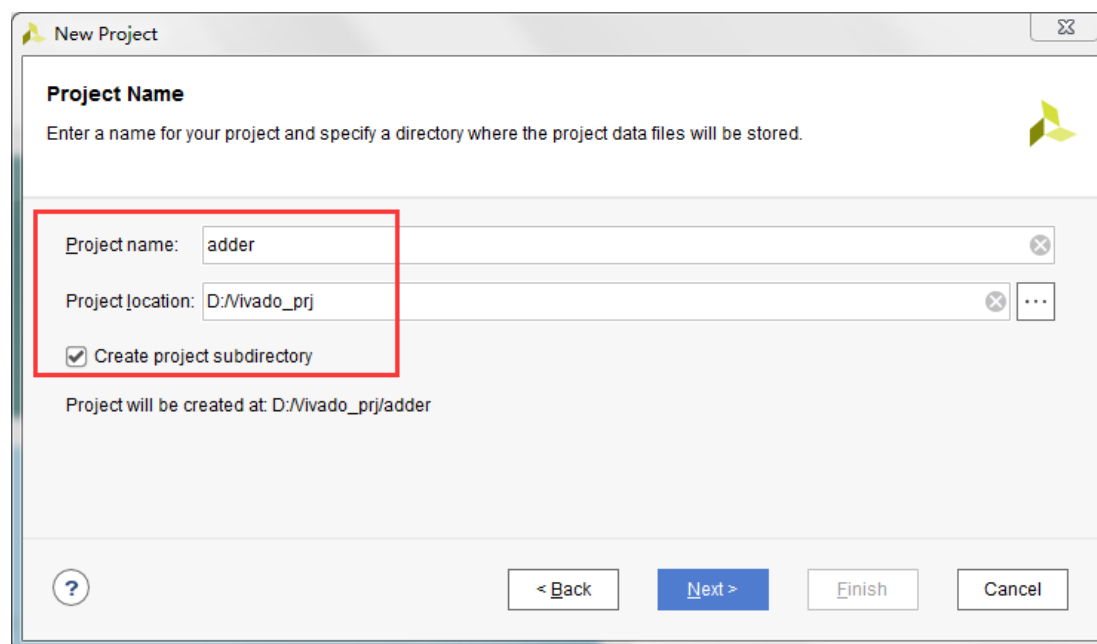 New Project
Project Name
Enter a name for your project and specify a directory where the project data files will be stored.
Project name: adder
Project location: D:/Vivado_prj ...
Create project subdirectory
Project will be created at: D:/Vivado_prj/adder
? < Back Next > Finish Cancel